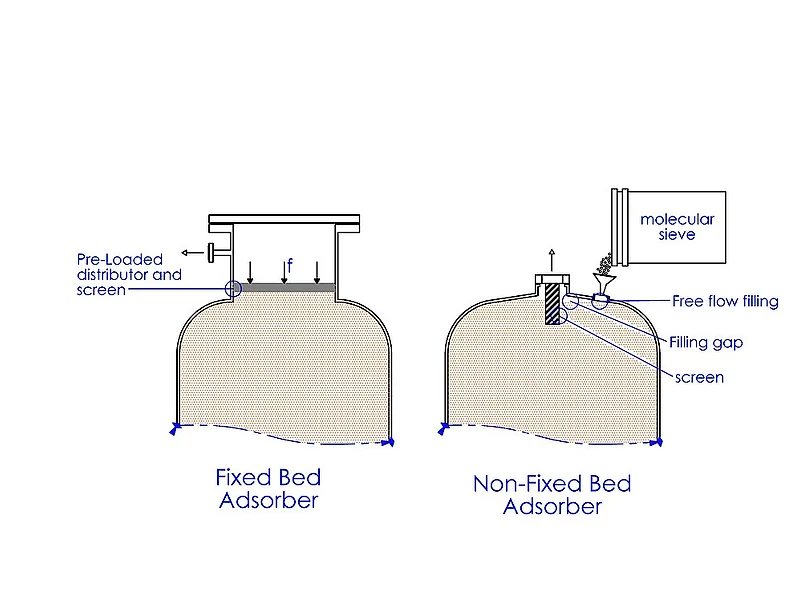 Pre-Loaded
distributor and
screen
f
Fixed Bed
Adsorber
molecular
sieve
Free flow filling
Filling gap
screen
Non-Fixed Bed
Adsorber